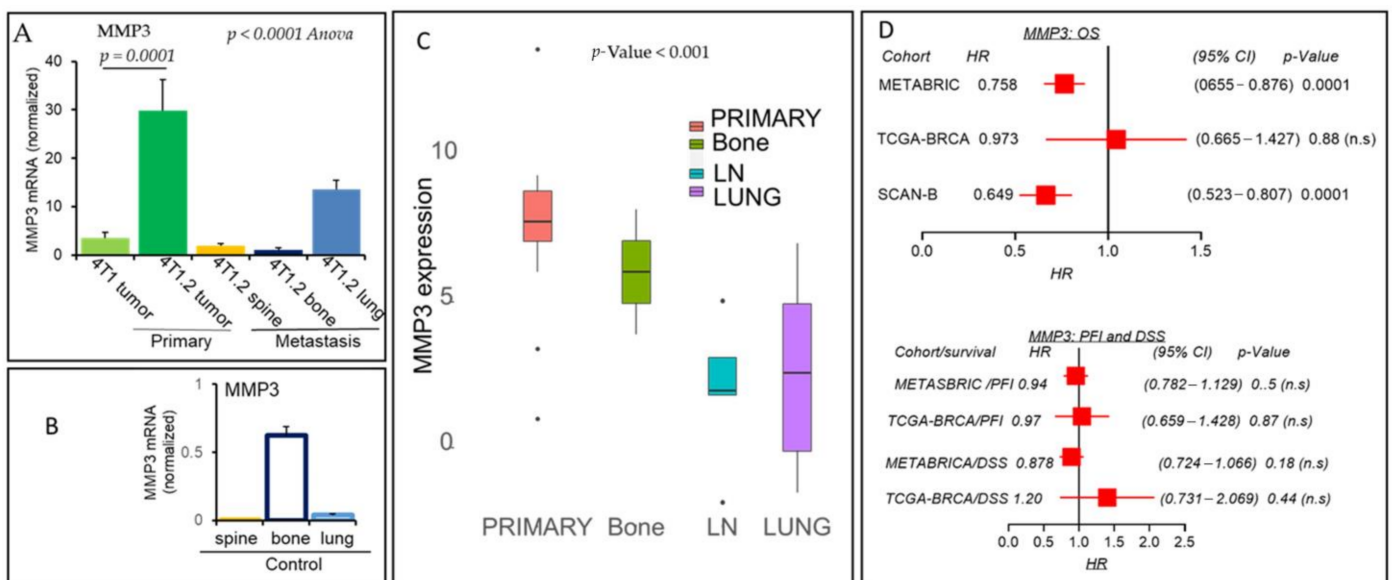 A
MMP3
p < 0.0001 Anova
p = 0.0001
MMP3 mRNA (normalized)
40
30
20
10
0
4T1 tumor
4T1.2 tumor
4T1.2 spine
4T1.2 bone
4T1.2 lung
Primary
Metastasis
B
MMP3
MMP3 mRNA
(normalized)
1
0.5
0
spine bone lung
Control
C
p-Value < 0.001
PRIMARY
Bone
LN
LUNG
MMP3 expression
10
5
0
PRIMARY Bone LN LUNG
D
MMP3: OS
Cohort HR (95% CI) p-Value
METABRIC 0.758 (0655 – 0.876) 0.0001
TCGA-BRCA 0.973 (0.665 – 1.427) 0.88 (n.s)
SCAN-B 0.649 (0.523 – 0.807) 0.0001
0.0 0.5 1.0 1.5
HR
MMP3: PFI and DSS
Cohort/survival HR (95% CI) p-Value
METASBRIC /PFI 0.94 (0.782 – 1.129) 0..5 (n.s)
TCGA-BRCA/PFI 0.97 (0.659 – 1.428) 0.87 (n.s)
METABRICA/DSS 0.878 (0.724 – 1.066) 0.18 (n.s)
TCGA-BRCA/DSS 1.20 (0.731 – 2.069) 0.44 (n.s)
0.0 0.5 1.0 1.5 2.0 2.5
HR